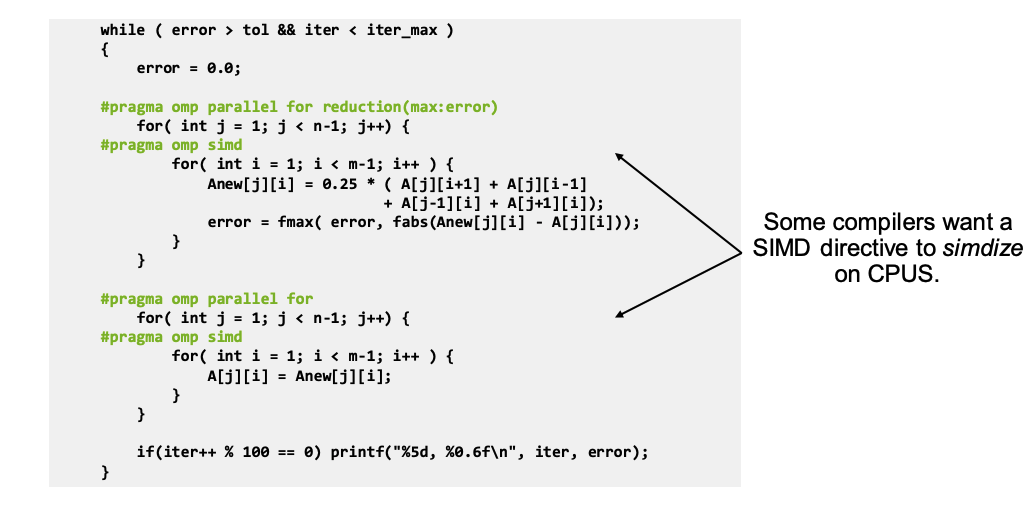 while ( error > tol && iter < iter_max )
{
error = 0.0;
#pragma omp parallel for reduction(max:error)
for( int j = 1; j < n-1; j++) {
#pragma omp simd
for( int i = 1; i < m-1; i++ ) {
Anew[j][i] = 0.25 * ( A[j][i+1] + A[j][i-1]
+ A[j-1][i] + A[j+1][i]);
error = fmax( error, fabs(Anew[j][i] - A[j][i]));
}
}
#pragma omp parallel for
for( int j = 1; j < n-1; j++) {
#pragma omp simd
for( int i = 1; i < m-1; i++ ) {
A[j][i] = Anew[j][i];
}
}
if(iter++ % 100 == 0) printf("%5d, %0.6f\n", iter, error);
}
Some compilers want a
SIMD directive to simdize
on CPUS.